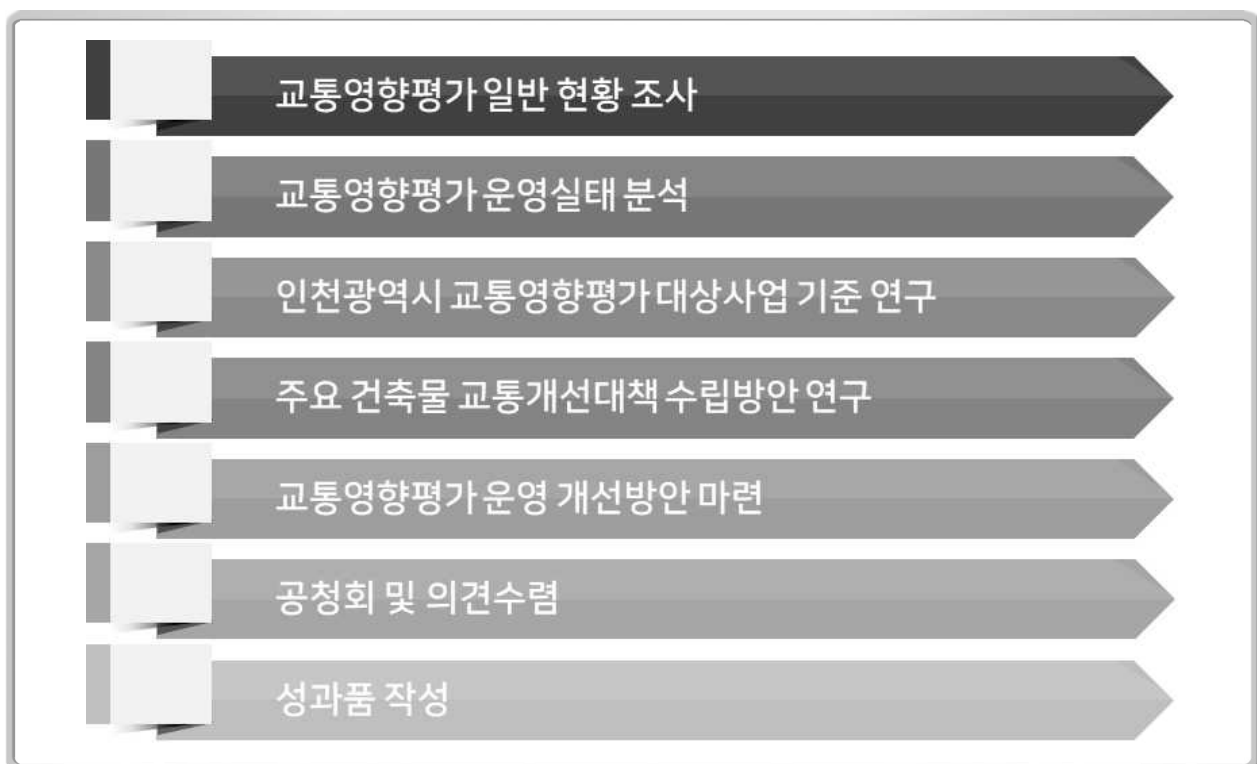 교통영향평가 일반 현황 조사
교통영향평가 운영실태 분석
인천광역시 교통영향평가 대상사업 기준 연구
주요 건축물 교통개선대책 수립방안 연구
교통영향평가 운영 개선방안 마련
공청회 및 의견수렴
성과품 작성